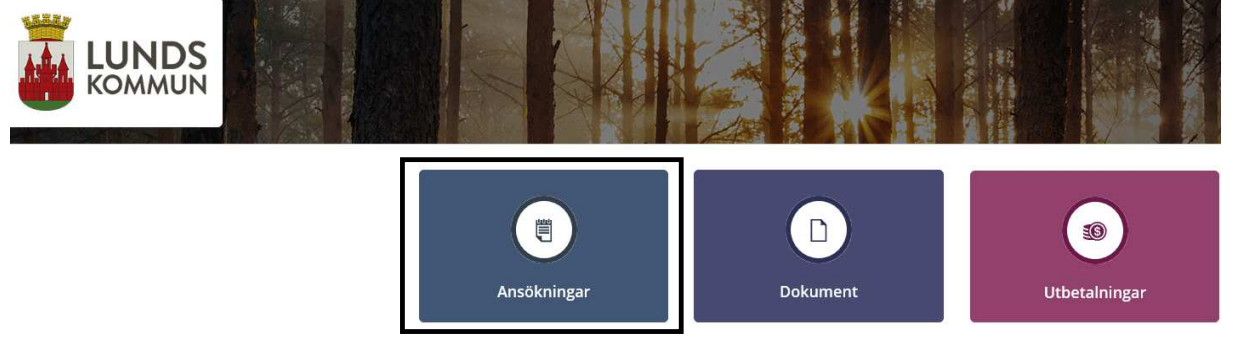 LUNDS
KOMMUN
Ansökningar
Dokument
Utbetalningar